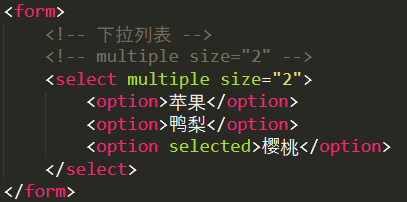 <form>
    <!-- 下拉列表 -->
    <!-- multiple size="2" -->
    <select multiple size="2">
        <option>苹果</option>
        <option>鸭梨</option>
        <option selected>樱桃</option>
    </select>
</form>